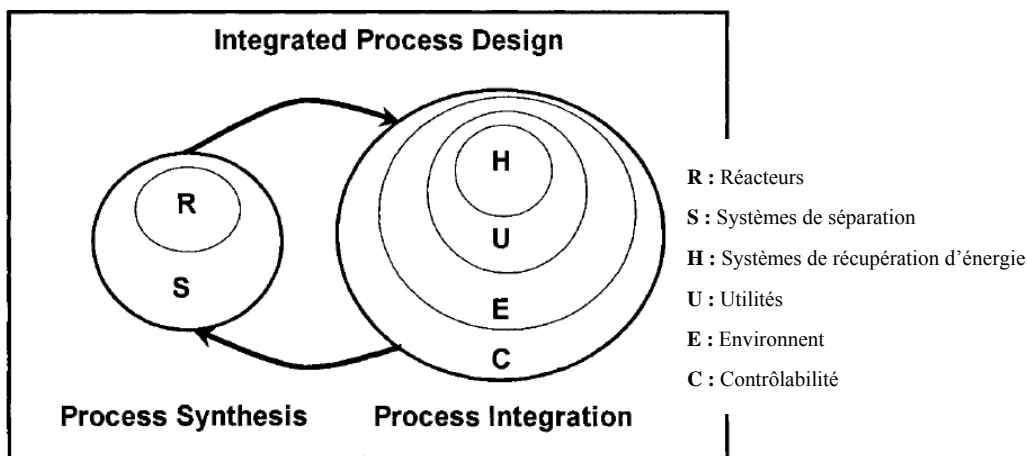 Integrated Process Design
R
S
H
U
E
C
Process Synthesis
Process Integration
R : Réacteurs
S : Systèmes de séparation
H : Systèmes de récupération d'énergie
U : Utilités
E : Environnent
C : Contrôlabilité